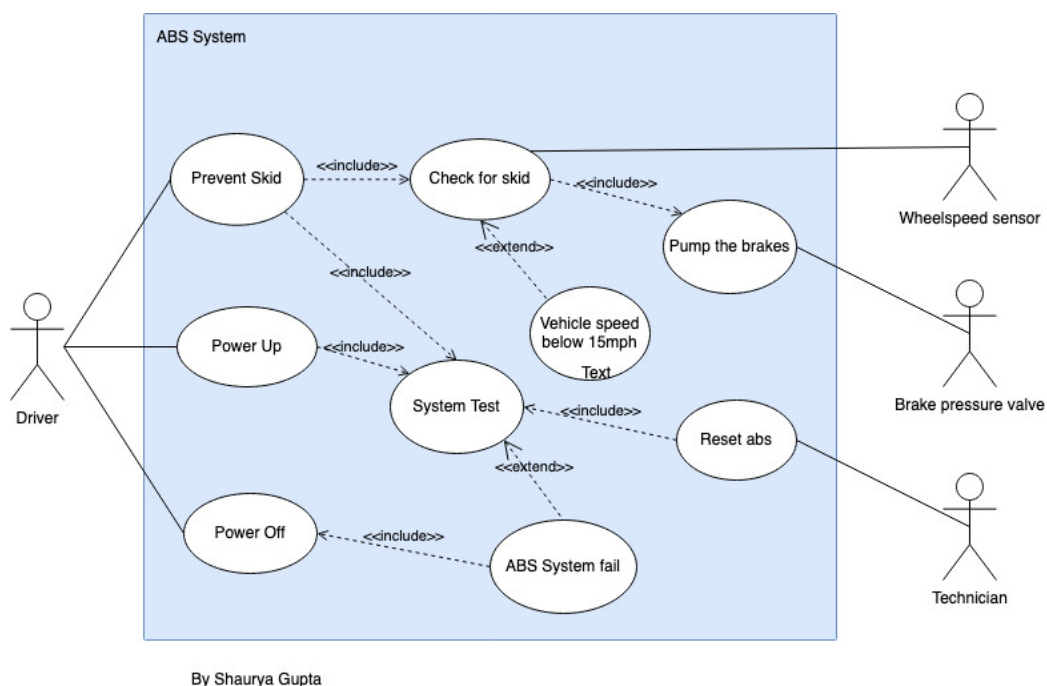 ABS System
Prevent Skid
<<include>>
Check for skid
<<include>>
Wheelspeed sensor
<<extend>>
Pump the brakes
<<include>>
Vehicle speed
below 15mph
Text
Power Up
<<include>>
Driver
System Test
<<include>>
Brake pressure valve
Reset abs
<<extend>>
Power Off
<<include>>
ABS System fail
Technician
By Shaurya Gupta